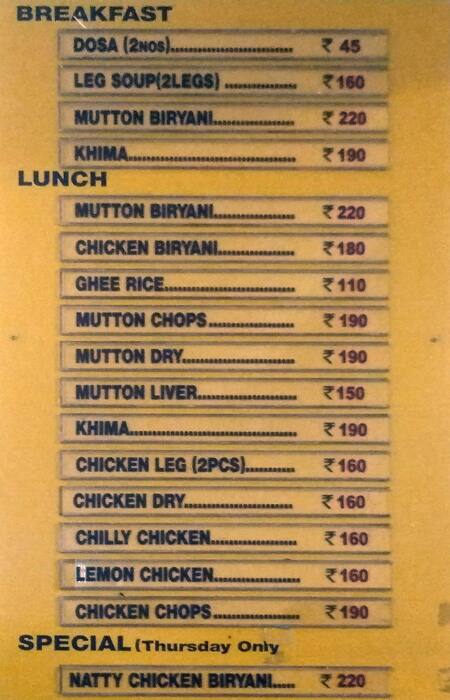 BREAKFAST
DOSA (2NOS)............................. ₹ 45
LEG SOUP(2LEGS) ................. ₹160
MUTTON BIRYANI................... ₹ 220
KHIMA....................................... ₹190
LUNCH
MUTTON BIRYANI................... ₹220
CHICKEN BIRYANI.................. ₹180
GHEE RICE............................... ₹110
MUTTON CHOPS.................... ₹190
MUTTON DRY.......................... ₹190
MUTTON LIVER....................... ₹150
KHIMA....................................... ₹190
CHICKEN LEG (2PCS)............ ₹160
CHICKEN DRY.......................... ₹160
CHILLY CHICKEN.................... ₹160
LEMON CHICKEN.................... ₹160
CHICKEN CHOPS.................... ₹190
SPECIAL (Thursday Only
NATTY CHICKEN BIRYANI..... ₹ 220